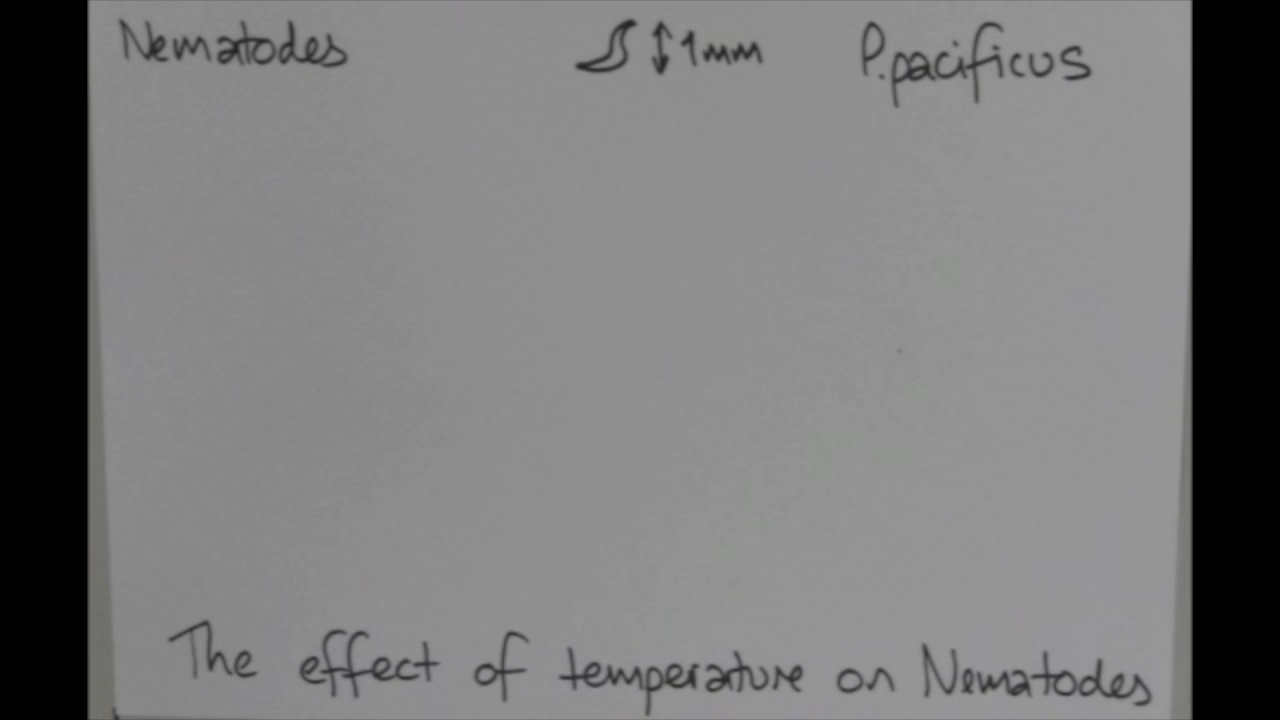 Nematodes 1mm P.pacificus
The effect of temperature on Nematodes